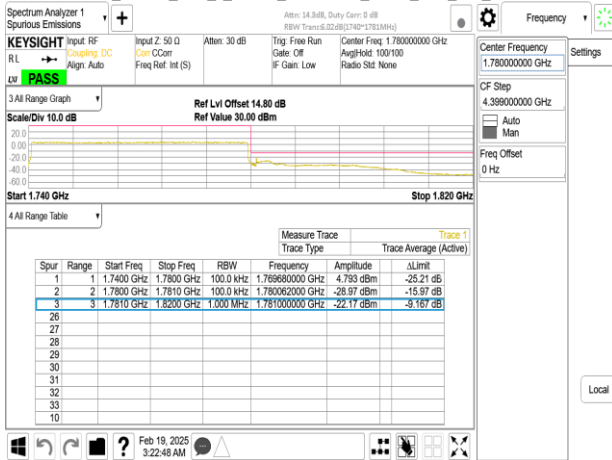 Spectrum Analyzer 1
Spurious Emissions
Attn: 14.8dB, Duty Carr: 0 dB
RBW Trans:6.02dB(1740~1781MHz)
Frequency
Settings
KEYSIGHT
RL
PASS
Input: RF
Coupling: DC
Align: Auto
Input Z: 50 Ω
Corr CCorr
Freq Ref: Int (S)
Atten: 30 dB
Trig: Free Run
Gate: Off
IF Gain: Low
Center Freq: 1.780000000 GHz
Avg|Hold: 100/100
Radio Std: None
Center Frequency
1.780000000 GHz
CF Step
4.399000000 GHz
Auto
Man
Freq Offset
0 Hz
Local
3 All Range Graph
Scale/Div 10.0 dB
Ref Lvl Offset 14.80 dB
Ref Value 30.00 dBm
20.0
0.00
-20.0
-40.0
-60.0
Start 1.740 GHz
Stop 1.820 GHz
4 All Range Table
Measure Trace Trace 1
Trace Type Trace Average (Active)
Spur Range Start Freq Stop Freq RBW Frequency Amplitude ΔLimit
1 1 1.7400 GHz 1.7800 GHz 100.0 kHz 1.769680000 GHz 4.793 dBm -25.21 dB
2 2 1.7800 GHz 1.7810 GHz 100.0 kHz 1.780062000 GHz -28.97 dBm -15.97 dB
3 3 1.7810 GHz 1.8200 GHz 1.000 MHz 1.781000000 GHz -22.17 dBm -9.167 dB
26
27
28
29
30
31
32
33
10
Feb 19, 2025
3:22:48 AM